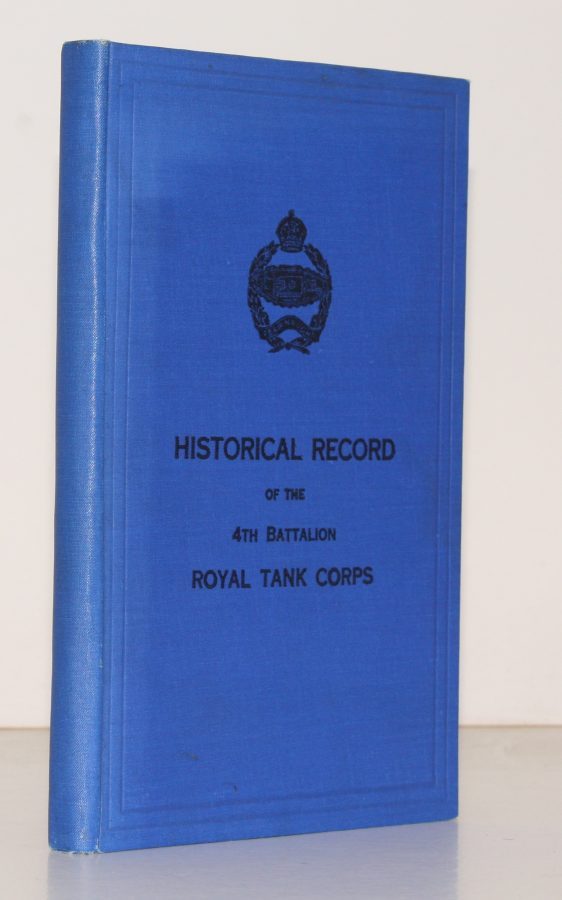 HISTORICAL RECORD
OF THE
4TH BATTALION
ROYAL TANK CORPS